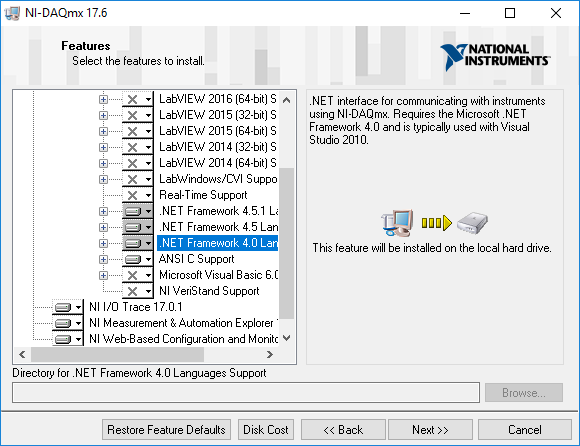 NI-DAQmx 17.6
Features
Select the features to install.
NATIONAL
INSTRUMENTS
LabVIEW 2016 (64-bit) S
LabVIEW 2015 (32-bit) S
LabVIEW 2015 (64-bit) S
LabVIEW 2014 (32-bit) S
LabVIEW 2014 (64-bit) S
LabWindows/CVI Suppo
Real-Time Support
.NET Framework 4.5.1 La
.NET Framework 4.5 Lan
.NET Framework 4.0 Lan
ANSI C Support
Microsoft Visual Basic 6.0
NI VeriStand Support
NI I/O Trace 17.0.1
NI Measurement & Automation Explorer
NI Web-Based Configuration and Monito
.NET interface for communicating with instruments
using NI-DAQmx. Requires the Microsoft .NET
Framework 4.0 and is typically used with Visual
Studio 2010.
This feature will be installed on the local hard drive.
Directory for .NET Framework 4.0 Languages Support
Browse...
Restore Feature Defaults
Disk Cost
<< Back
Next >>
Cancel